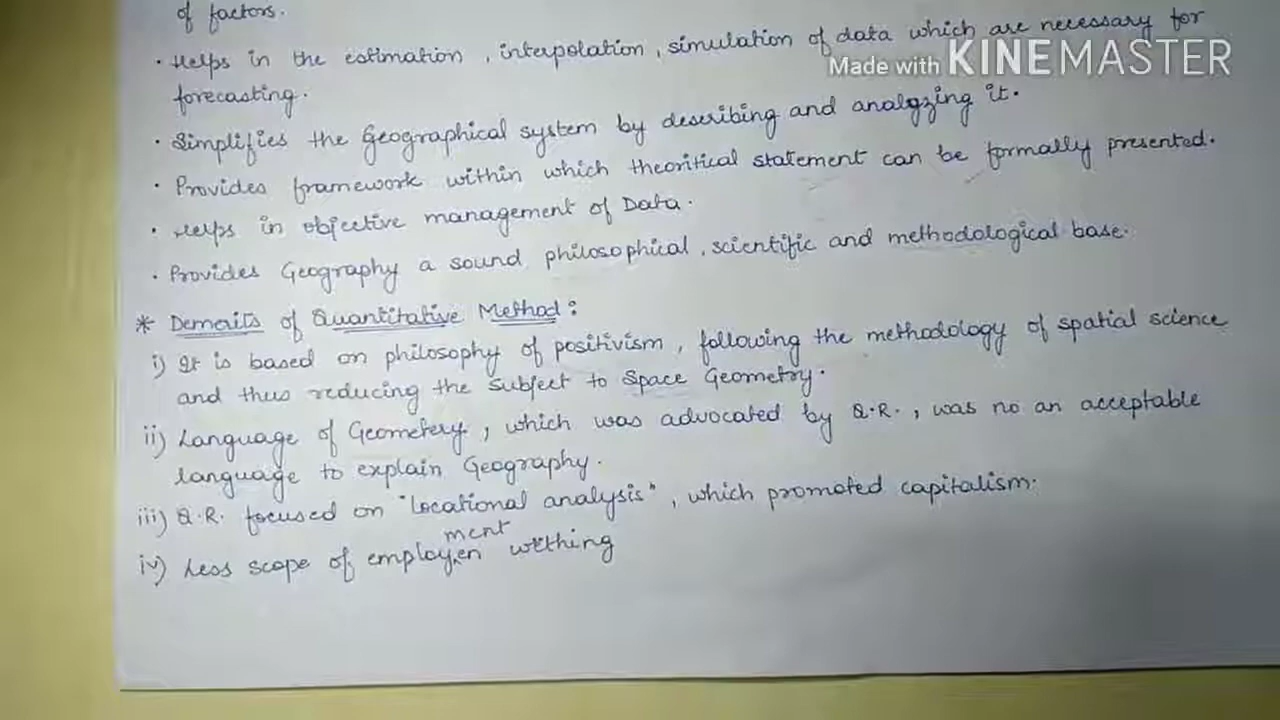 of factors.
· Helps in the estimation, interpolation, simulation of data which are necessary for
Made with KINEMASTER
forecasting.
· Simplifies the Geographical system by describing and analyzing it.
· Provides framework within which theoritical statement can be formally presented.
· Helps in objective management of Data.
· Provides Geography a sound philosophical, scientific and methodological base.
* Demerits of Quantitative Method:
i) It is based on philosophy of positivism, following the methodology of spatial science
and thus reducing the subject to Space Geometry.
ii) Language of Geometery, which was advocated by Q.R., was no an acceptable
language to explain Geography.
iii) Q.R. focused on "locational analysis", which promoted capitalism.
ment
iv) Less scope of employ